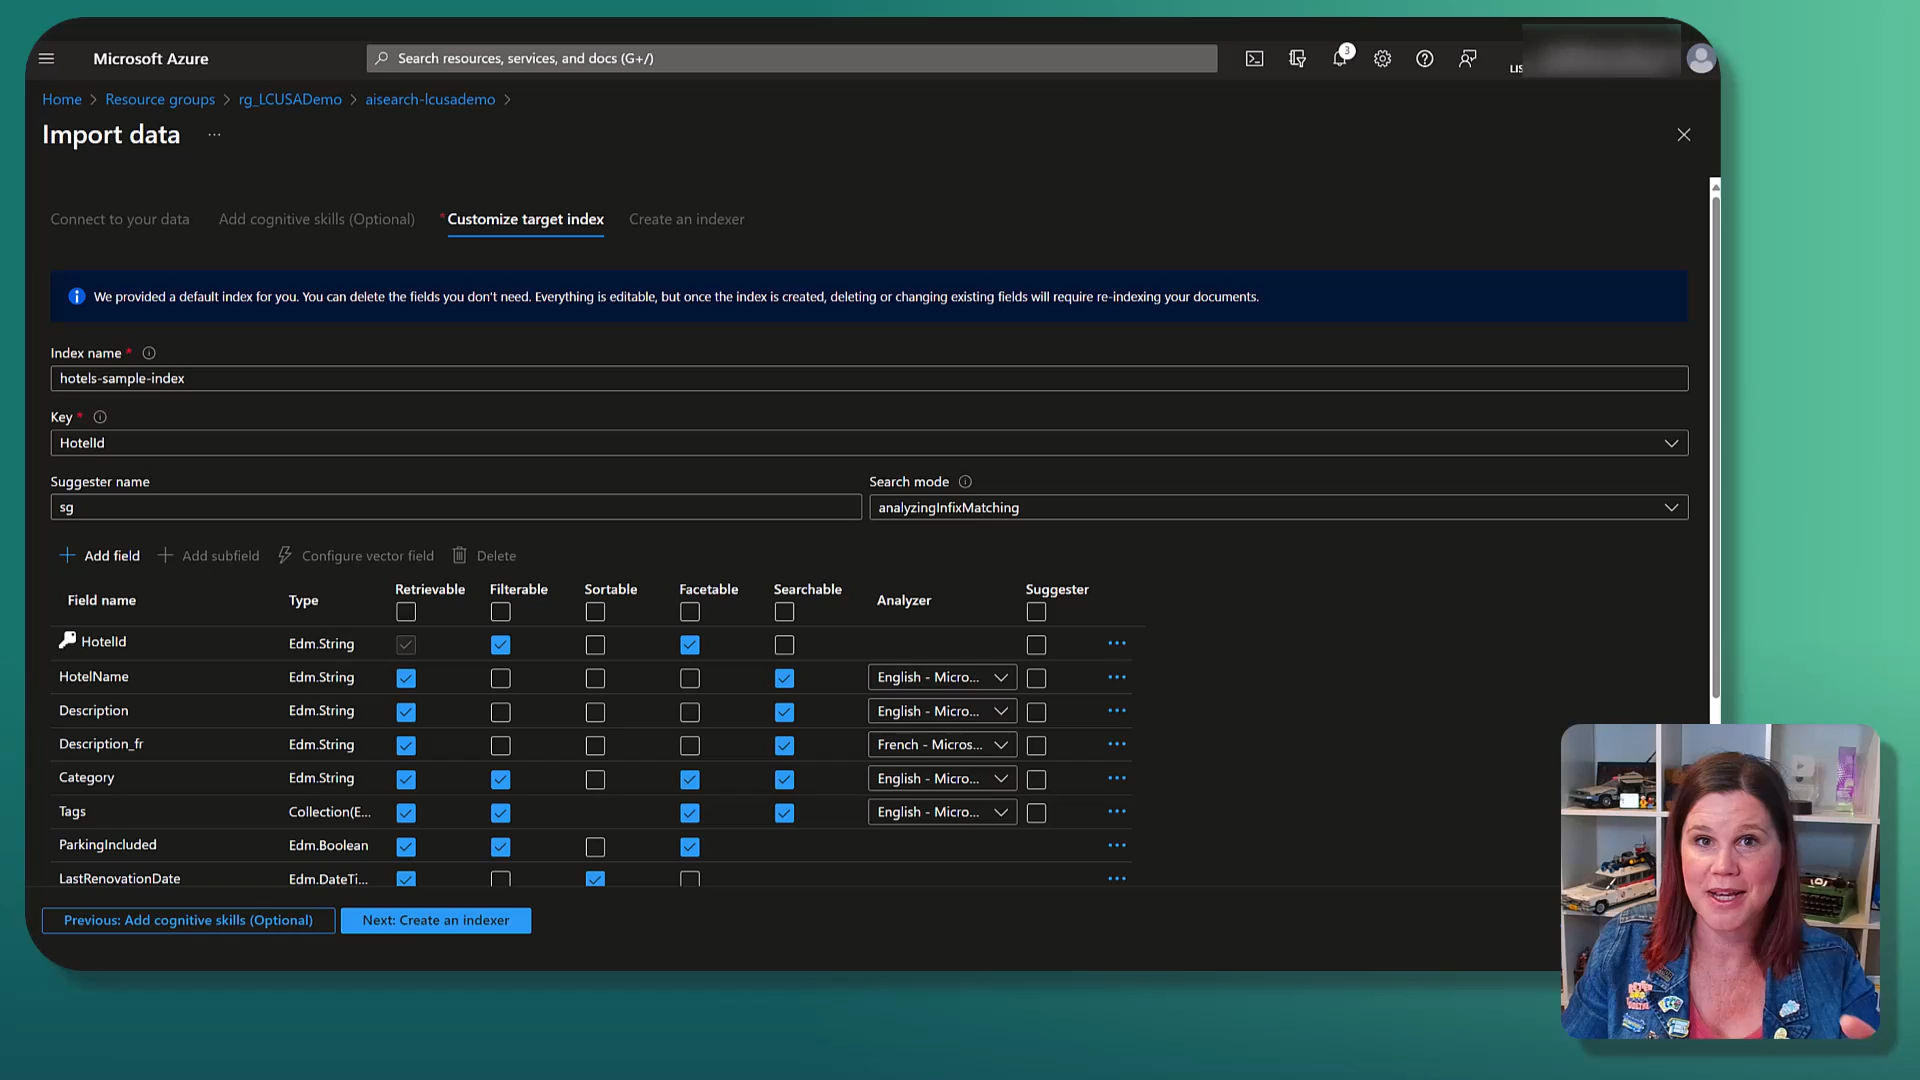 Microsoft Azure
Search resources, services, and docs (G+/)
3
LIS
Home > Resource groups > rg_LCUSADemo > aisearch-lcusademo >
Import data ...
Connect to your data
Add cognitive skills (Optional)
* Customize target index
Create an indexer
We provided a default index for you. You can delete the fields you don't need. Everything is editable, but once the index is created, deleting or changing existing fields will require re-indexing your documents.
Index name *
hotels-sample-index
Key *
HotelId
Suggester name
Search mode
sg
analyzingInfixMatching
Add field
Add subfield
Configure vector field
Delete
Field name Type Retrievable Filterable Sortable Facetable Searchable Analyzer Suggester
HotelId Edm.String ...
HotelName Edm.String English - Micro... ...
Description Edm.String English - Micro... ...
Description_fr Edm.String French - Micros... ...
Category Edm.String English - Micro... ...
Tags Collection(E... English - Micro... ...
ParkingIncluded Edm.Boolean ...
LastRenovationDate Edm.DateTi... ...
Previous: Add cognitive skills (Optional)
Next: Create an indexer